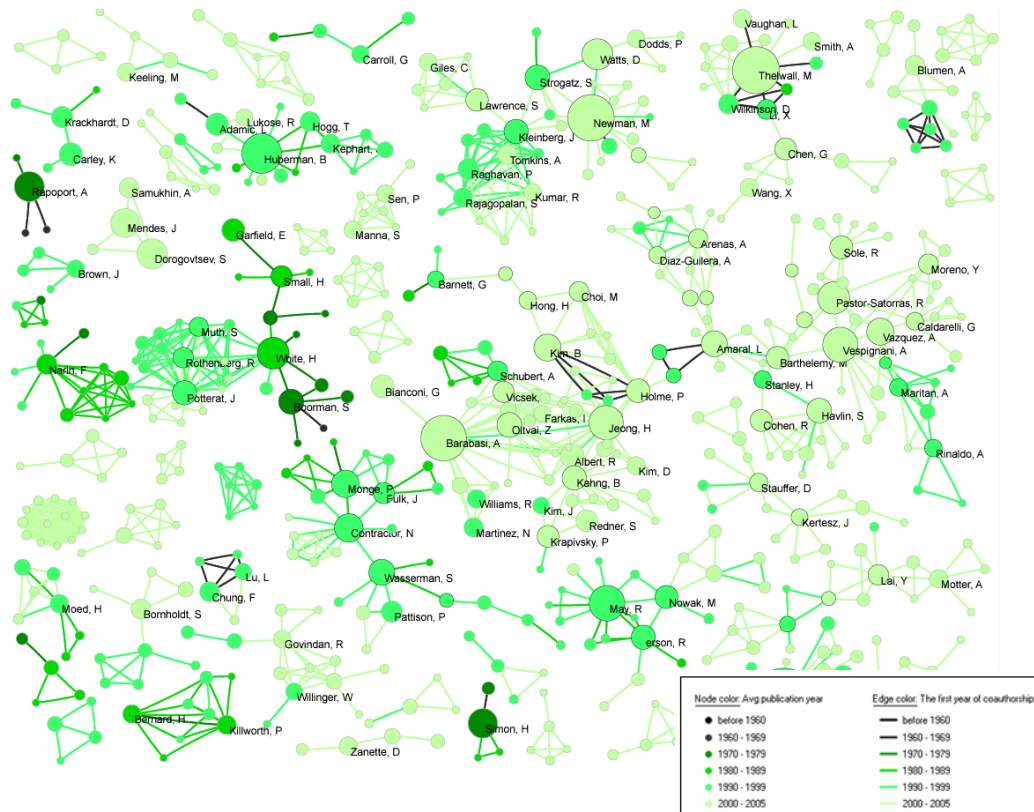 Vaughan, L
Dodds, P
Smith, A
Carroll, G
Watts, D
Giles, C
Keeling, M
Thelwall, M
Blumen, A
Strogatz, S
Lawrence, S
Wilkinson, D
Li, X
Krackhardt, D
Lukose, R
Hogg, T
Adamic, L
Newman, M
Kleinberg, J
Kephart,
Carley, K
Huberman, B
Tomkins, A
Chen, G
Raghavan, P
Rapoport, A
Samukhin, A
Sen, P
Wang, X
Rajagopalan, S
Kumar, R
Mendes, J
Garfield, E
Manna, S
Arenas, A
Dorogovtsev, S
Sole, R
Diaz-Guilera, A
Brown, J
Moreno, Y
Small, H
Barnett, G
Choi, M
Hong, H
Pastor-Satorras, R
Caldarelli, G
Muth, S
Vazquez, A
Amaral, L
Vespignani, A
Kim, B
White, H
Rothenberg, R
Barthelemy, M
Narin, F
Schubert, A
Stanley, H
Bianconi, G
Potterat, J
Vicsek,
Holme, P
Maritan, A
Boorman, S
Farkas, I
Havlin, S
Oltvai, Z
Jeong, H
Cohen, R
Barabasi, A
Rinaldo, A
Albert, R
Kim, D
Kahng, B
Monge, P
Stauffer, D
Fulk, J
Williams, R
Kim, J
Redner, S
Kertesz, J
Contractor, N
Martinez, N
Krapivsky, P
Lu, L
Wasserman, S
Lai, Y
Motter, A
Chung, F
Moed, H
Nowak, M
Bornholdt, S
May, R
Pattison, P
Govindan, R
erson, R
Willinger, W
Bernard, H
Killworth, P
Simon, H
Zanette, D
Node color: Avg publication year
Edge color: The first year of coauthorship
before 1960
before 1960
1960 - 1969
1960 - 1969
1970 - 1979
1970 - 1979
1980 - 1989
1980 - 1989
1990 - 1999
1990 - 1999
2000 - 2005
2000 - 2005